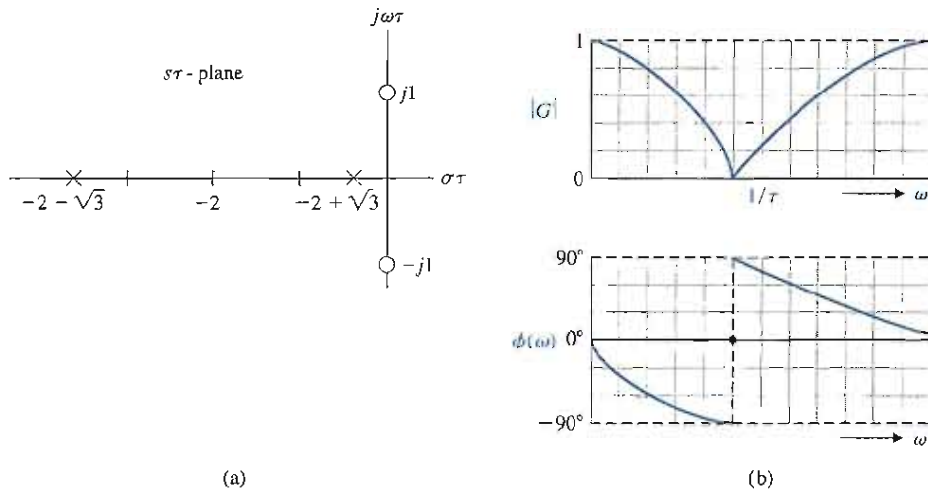 jωτ
sτ - plane
j1
στ
−2 − √3
−2
−2 + √3
−j1
(a)
1
|G|
0
1/τ
ω
90°
ϕ(ω)
0°
−90°
ω
(b)